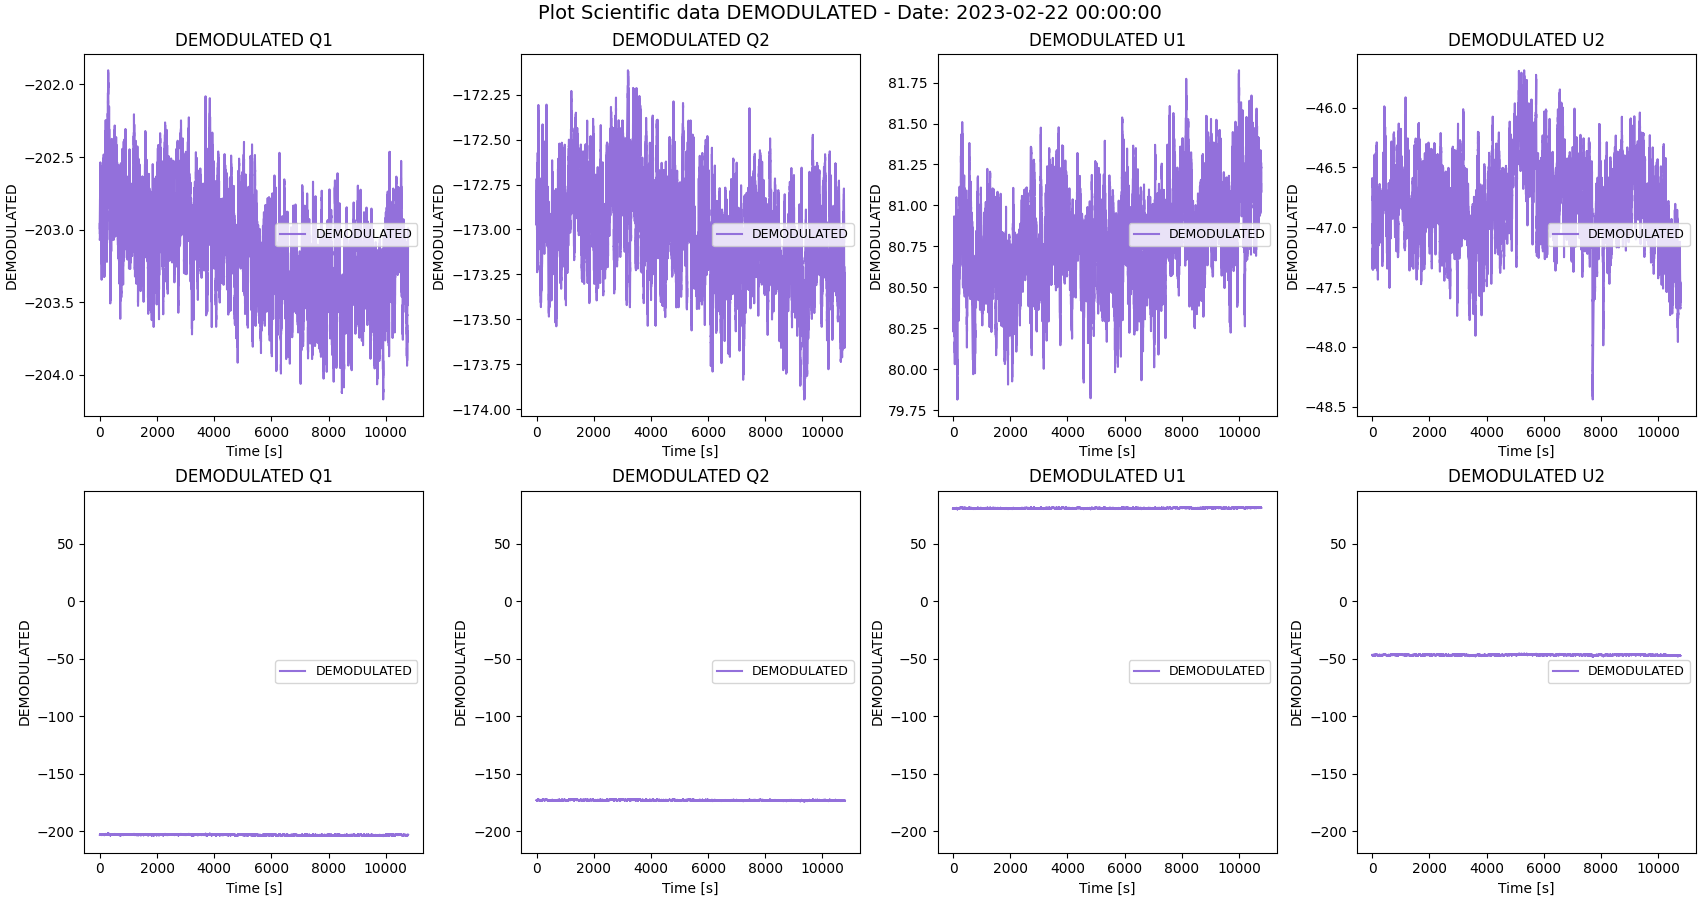 Plot Scientific data DEMODULATED - Date: 2023-02-22 00:00:00
DEMODULATED Q1
DEMODULATED
−202.0
−202.5
−203.0
−203.5
−204.0
DEMODULATED
0 2000 4000 6000 8000 10000
Time [s]
DEMODULATED Q2
DEMODULATED
−172.25
−172.50
−172.75
−173.00
−173.25
−173.50
−173.75
−174.00
DEMODULATED
0 2000 4000 6000 8000 10000
Time [s]
DEMODULATED U1
DEMODULATED
81.75
81.50
81.25
81.00
80.75
80.50
80.25
80.00
79.75
DEMODULATED
0 2000 4000 6000 8000 10000
Time [s]
DEMODULATED U2
DEMODULATED
−46.0
−46.5
−47.0
−47.5
−48.0
−48.5
DEMODULATED
0 2000 4000 6000 8000 10000
Time [s]
DEMODULATED Q1
DEMODULATED
50
0
−50
−100
−150
−200
DEMODULATED
0 2000 4000 6000 8000 10000
Time [s]
DEMODULATED Q2
DEMODULATED
50
0
−50
−100
−150
−200
DEMODULATED
0 2000 4000 6000 8000 10000
Time [s]
DEMODULATED U1
DEMODULATED
50
0
−50
−100
−150
−200
DEMODULATED
0 2000 4000 6000 8000 10000
Time [s]
DEMODULATED U2
DEMODULATED
50
0
−50
−100
−150
−200
DEMODULATED
0 2000 4000 6000 8000 10000
Time [s]